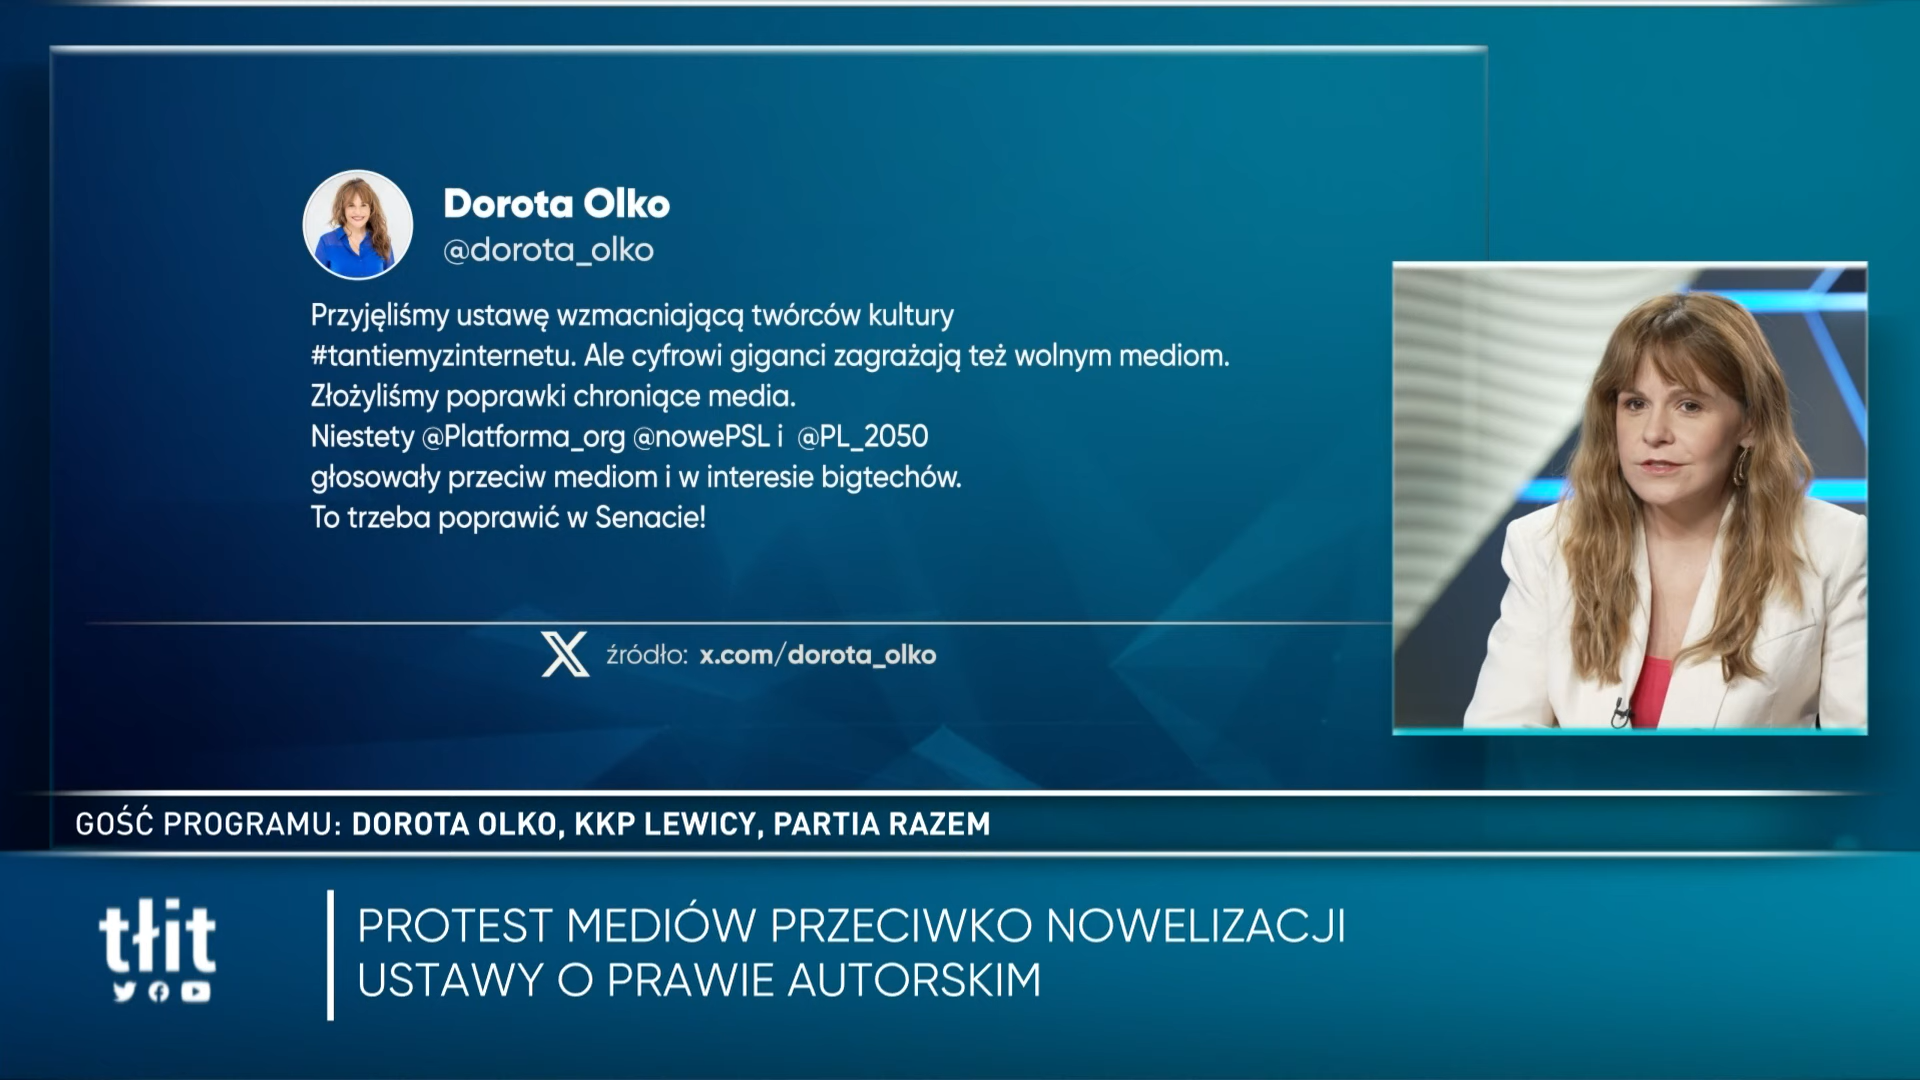 Dorota Olko
@dorota_olko
Przyjęliśmy ustawę wzmacniającą twórców kultury
#tantiemyzinternetu. Ale cyfrowi giganci zagrażają też wolnym mediom.
Złożyliśmy poprawki chroniące media.
Niestety @Platforma_org @nowePSL i @PL_2050
głosowały przeciw mediom i w interesie bigtechów.
To trzeba poprawić w Senacie!
X źródło: x.com/dorota_olko
GOŚĆ PROGRAMU: DOROTA OLKO, KKP LEWICY, PARTIA RAZEM
tłit
PROTEST MEDIÓW PRZECIWKO NOWELIZACJI
USTAWY O PRAWIE AUTORSKIM